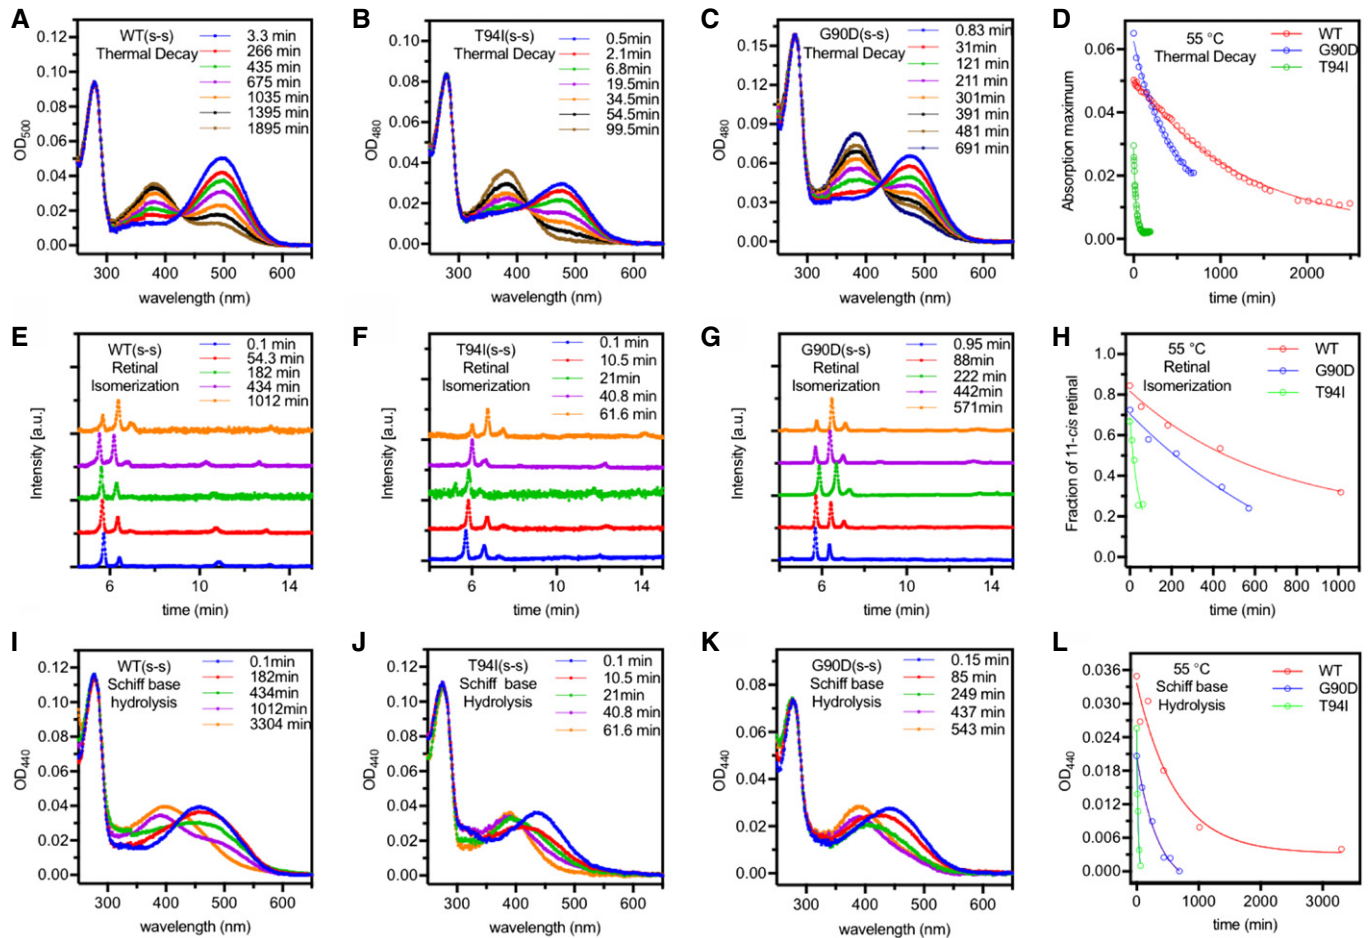 A
WT(s-s)
Thermal Decay
3.3 min
266 min
435 min
675 min
1035 min
1395 min
1895 min
OD500
0.12
0.10
0.08
0.06
0.04
0.02
0.00
300 400 500 600
wavelength (nm)
B
T94I(s-s)
Thermal Decay
0.5min
2.1min
6.8min
19.5min
34.5min
54.5min
99.5min
OD480
0.10
0.08
0.06
0.04
0.02
0.00
300 400 500 600
wavelength (nm)
C
G90D(s-s)
Thermal Decay
0.83 min
31min
121 min
211 min
301min
391 min
481 min
691 min
OD480
0.15
0.12
0.09
0.06
0.03
0.00
300 400 500 600
wavelength (nm)
D
55 °C
Thermal Decay
WT
G90D
T94I
Absorption maximum
0.06
0.04
0.02
0.00
0 1000 2000
time (min)
E
WT(s-s)
Retinal
Isomerization
0.1 min
54.3 min
182 min
434 min
1012 min
Intensity [a.u.]
6 10 14
time (min)
F
T94I(s-s)
Retinal
Isomerization
0.1 min
10.5 min
21min
40.8 min
61.6 min
Intensity [a.u.]
6 10 14
time (min)
G
G90D(s-s)
Retinal
Isomerization
0.95 min
88min
222 min
442min
571min
Intensity [a.u.]
6 10 14
time (min)
H
55 °C
Retinal
Isomerization
WT
G90D
T94I
Fraction of 11-cis retinal
1.0
0.8
0.6
0.4
0.2
0.0
0 200 400 600 800 1000
time (min)
I
WT(s-s)
Schiff base
hydrolysis
0.1min
182min
434min
1012min
3304 min
OD440
0.12
0.10
0.08
0.06
0.04
0.02
0.00
300 400 500 600
wavelength (nm)
J
T94I(s-s)
Schiff base
Hydrolysis
0.1 min
10.5 min
21min
40.8 min
61.6 min
OD440
0.12
0.10
0.08
0.06
0.04
0.02
0.00
300 400 500 600
wavelength (nm)
K
G90D(s-s)
Schiff base
Hydrolysis
0.15 min
85 min
249 min
437 min
543 min
OD440
0.08
0.06
0.04
0.02
0.00
300 400 500 600
wavelength (nm)
L
55 °C
Schiff base
Hydrolysis
WT
G90D
T94I
OD440
0.036
0.030
0.024
0.018
0.012
0.006
0.000
0 1000 2000 3000
time (min)